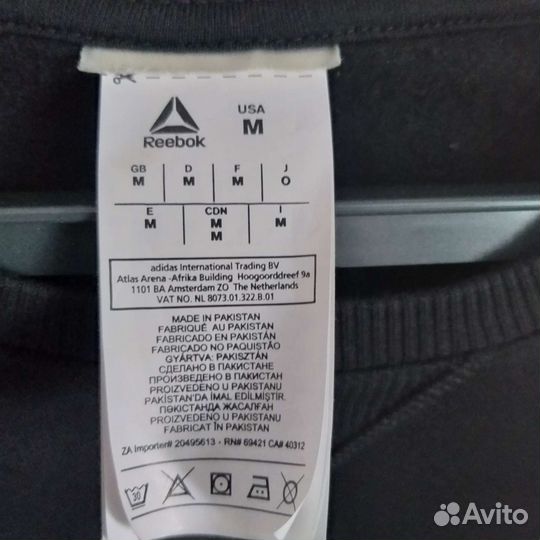 USA
M
Reebok
GB D F J
M M M O
E CDN I
M M M
M
adidas International Trading BV
Atlas Arena -Afrika Building Hoogoorddreef 9a
1101 BA Amsterdam ZO The Netherlands
VAT NO. NL 8073.01.322.B.01
MADE IN PAKISTAN
FABRIQUÉ AU PAKISTAN
FABRICADO EN PAKISTÁN
FABRICADO NO PAQUISTÃO
GYÁRTVA: PAKISZTÁN
СДЕЛАНО В ПАКИСТАНЕ
ПРОИЗВЕДЕНО В ПАКИСТАН
PROIZVEDENO U PAKISTANU
PAKİSTAN'DA İMAL EDİLMİŞTİR.
ПӘКІСТАНДА ЖАСАЛҒАН
PROIZVEDENO U PAKISTANU
FABRICAT ÎN PAKISTAN
ZA Importer# 20495613 - RN# 69421 CA# 40312
30
Avito